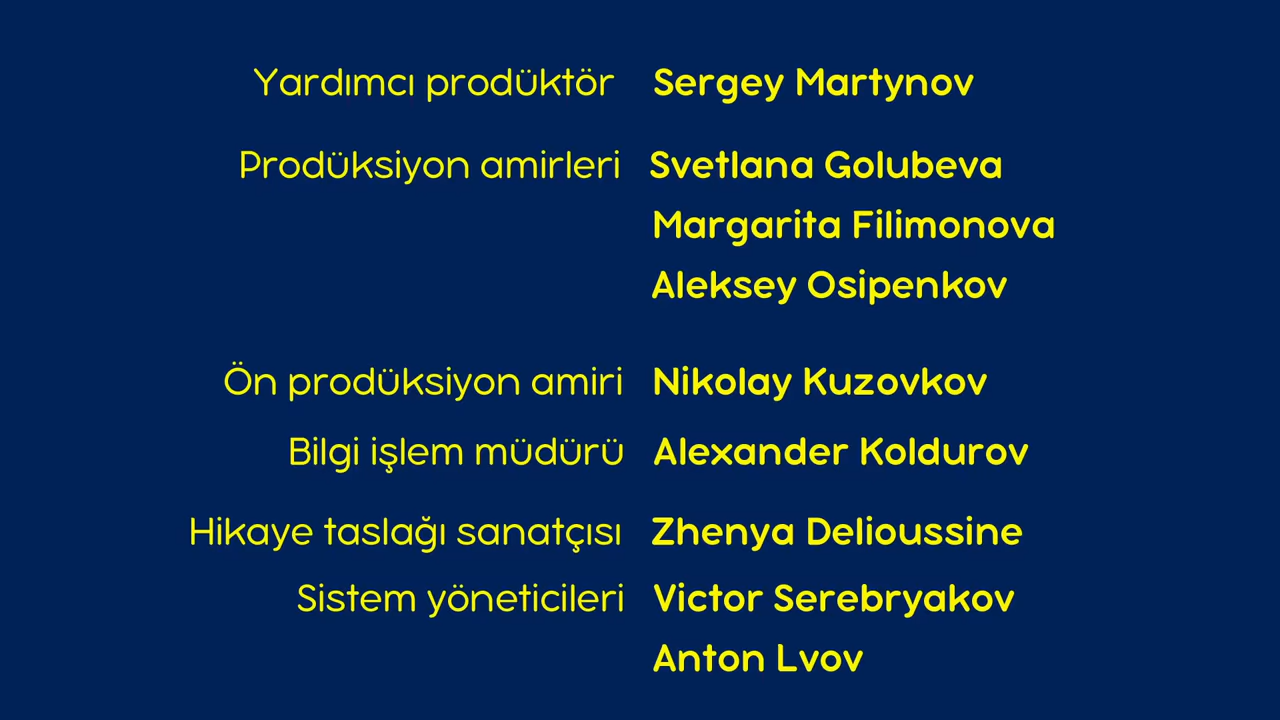 Yardımcı prodüktör Sergey Martynov
Prodüksiyon amirleri Svetlana Golubeva
Margarita Filimonova
Aleksey Osipenkov
Ön prodüksiyon amiri Nikolay Kuzovkov
Bilgi işlem müdürü Alexander Koldurov
Hikaye taslağı sanatçısı Zhenya Delioussine
Sistem yöneticileri Victor Serebryakov
Anton Lvov